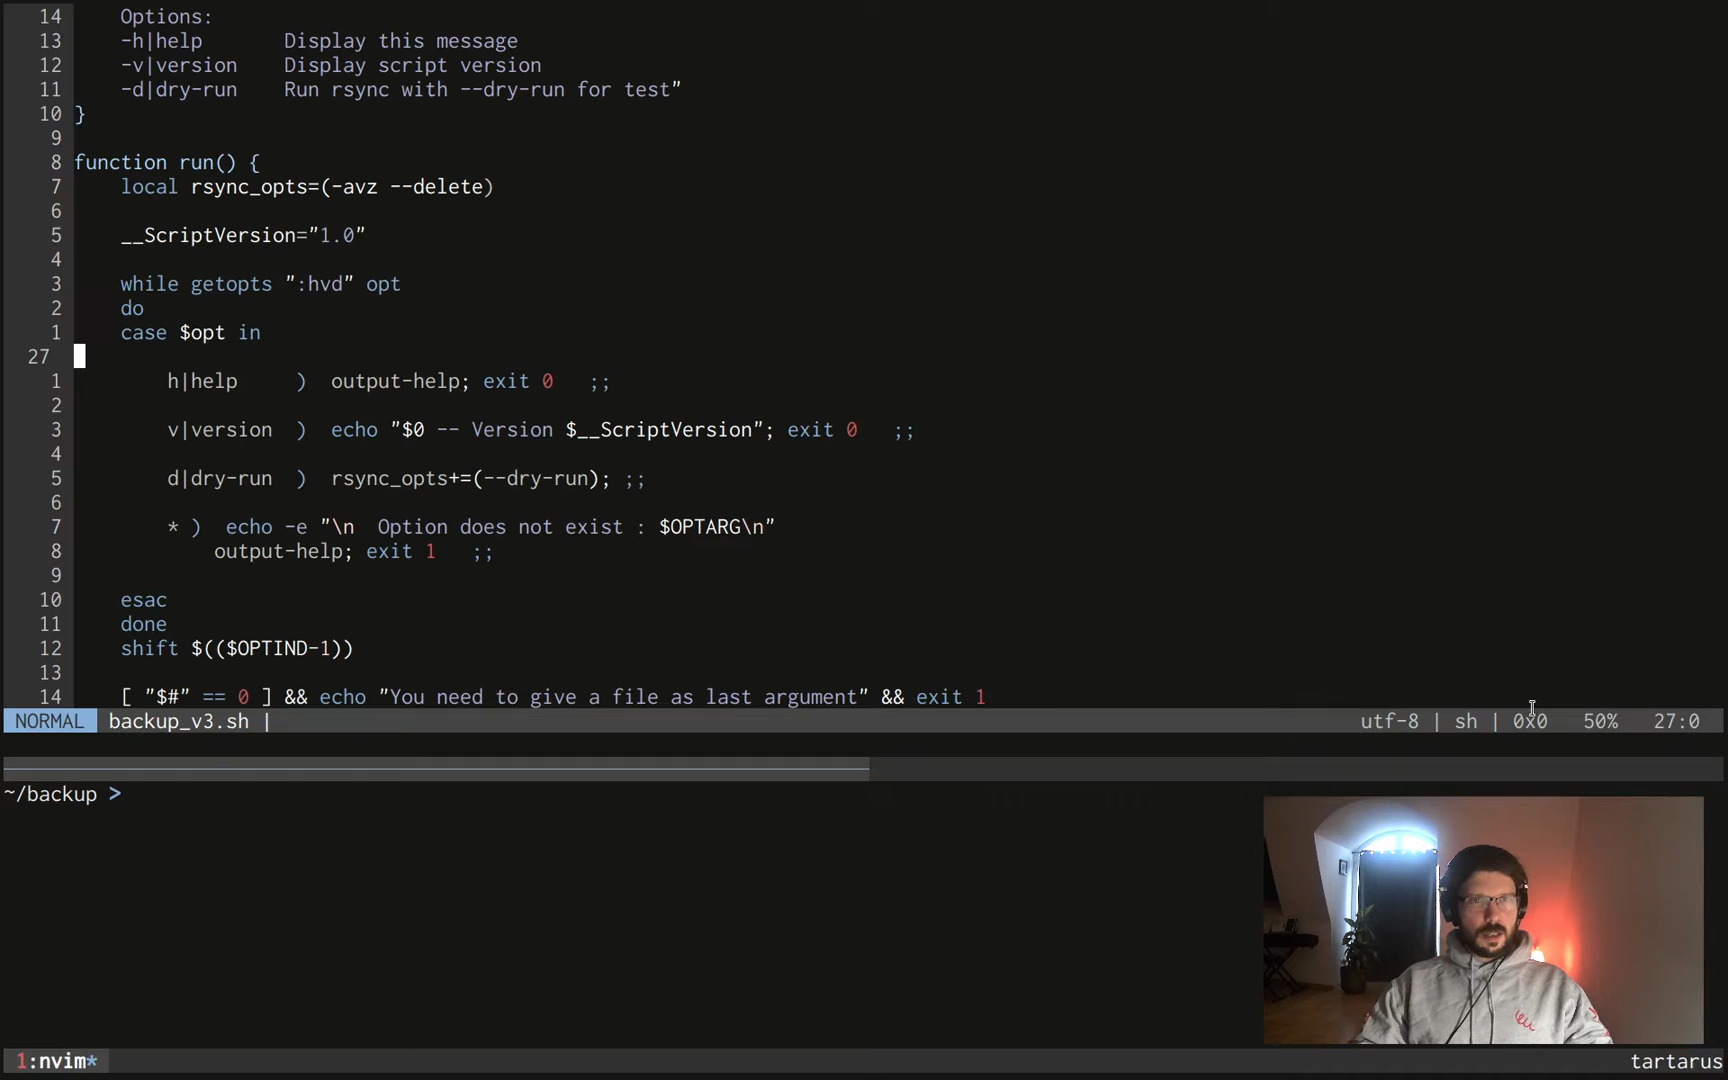 14 Options:
13 -h|help Display this message
12 -v|version Display script version
11 -d|dry-run Run rsync with --dry-run for test"
10 }
9
8 function run() {
7 local rsync_opts=(-avz --delete)
6
5 __ScriptVersion="1.0"
4
3 while getopts ":hvd" opt
2 do
1 case $opt in
27
1 h|help ) output-help; exit 0 ;;
2
3 v|version ) echo "$0 -- Version $__ScriptVersion"; exit 0 ;;
4
5 d|dry-run ) rsync_opts+=(--dry-run); ;;
6
7 * ) echo -e "\n Option does not exist : $OPTARG\n"
8 output-help; exit 1 ;;
9
10 esac
11 done
12 shift $(($OPTIND-1))
13
14 [ "$#" == 0 ] && echo "You need to give a file as last argument" && exit 1
NORMAL backup_v3.sh | utf-8 | sh | 0x0 50% 27:0
~/backup >
1:nvim* tartarus